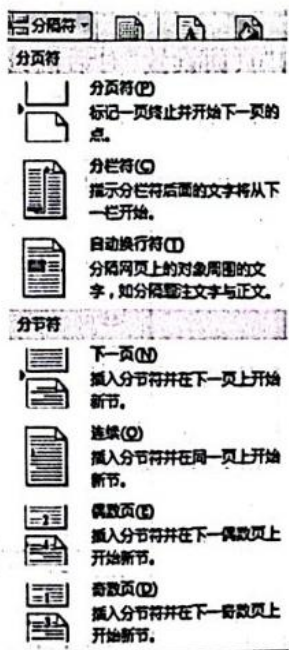 分隔符
分页符
分页符(P)
标记一页终止并开始下一页的
点。
分栏符(C)
指示分栏符后面的文字将从下
一栏开始。
自动换行符(T)
分隔网页上的对象周围的文
字，如分隔题注文字与正文。
分节符
下一页(N)
插入分节符并在下一页上开始
新节。
连续(O)
插入分节符并在同一页上开始
新节。
偶数页(E)
插入分节符并在下一偶数页上
开始新节。
奇数页(D)
插入分节符并在下一奇数页上
开始新节。